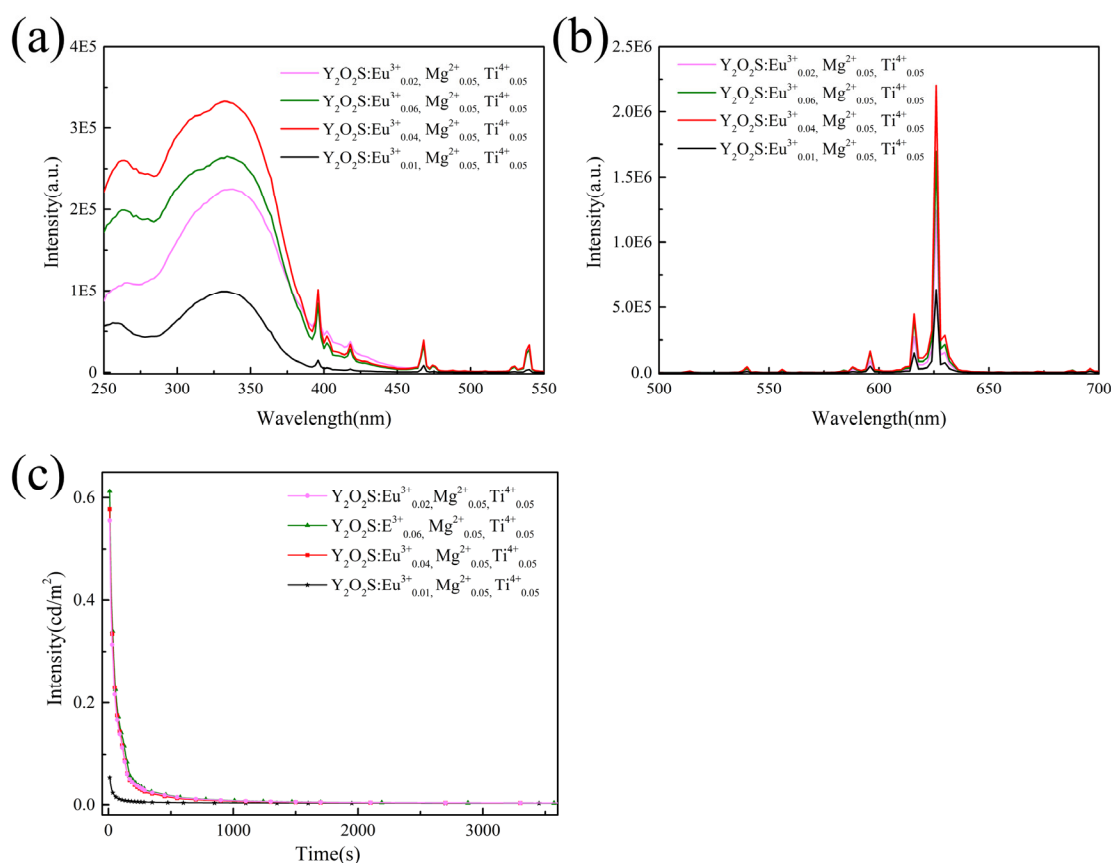 (a)
4E5
3E5
2E5
1E5
0
Intensity(a.u.)
Y₂O₂S:Eu³⁺₀.₀₂, Mg²⁺₀.₀₅, Ti⁴⁺₀.₀₅
Y₂O₂S:Eu³⁺₀.₀₆, Mg²⁺₀.₀₅, Ti⁴⁺₀.₀₅
Y₂O₂S:Eu³⁺₀.₀₄, Mg²⁺₀.₀₅, Ti⁴⁺₀.₀₅
Y₂O₂S:Eu³⁺₀.₀₁, Mg²⁺₀.₀₅, Ti⁴⁺₀.₀₅
250 300 350 400 450 500 550
Wavelength(nm)
(b)
2.5E6
2.0E6
1.5E6
1.0E6
5.0E5
0.0
Intensity(a.u.)
Y₂O₂S:Eu³⁺₀.₀₂, Mg²⁺₀.₀₅, Ti⁴⁺₀.₀₅
Y₂O₂S:Eu³⁺₀.₀₆, Mg²⁺₀.₀₅, Ti⁴⁺₀.₀₅
Y₂O₂S:Eu³⁺₀.₀₄, Mg²⁺₀.₀₅, Ti⁴⁺₀.₀₅
Y₂O₂S:Eu³⁺₀.₀₁, Mg²⁺₀.₀₅, Ti⁴⁺₀.₀₅
500 550 600 650 700
Wavelength(nm)
(c)
0.6
0.4
0.2
0.0
Intensity(cd/m²)
Y₂O₂S:Eu³⁺₀.₀₂,Mg²⁺₀.₀₅,Ti⁴⁺₀.₀₅
Y₂O₂S:E³⁺₀.₀₆, Mg²⁺₀.₀₅, Ti⁴⁺₀.₀₅
Y₂O₂S:Eu³⁺₀.₀₄, Mg²⁺₀.₀₅,Ti⁴⁺₀.₀₅
Y₂O₂S:Eu³⁺₀.₀₁, Mg²⁺₀.₀₅, Ti⁴⁺₀.₀₅
0 1000 2000 3000
Time(s)